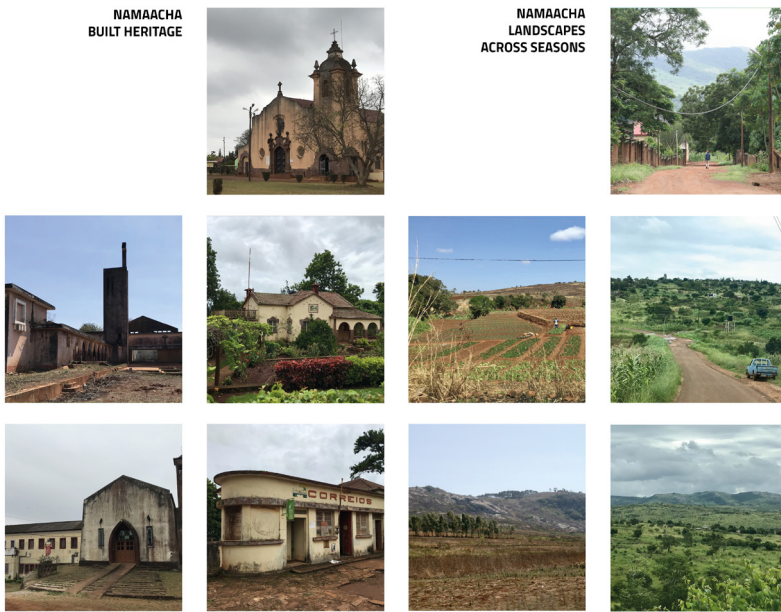 NAMAACHA
BUILT HERITAGE
NAMAACHA
LANDSCAPES
ACROSS SEASONS
CORREIOS